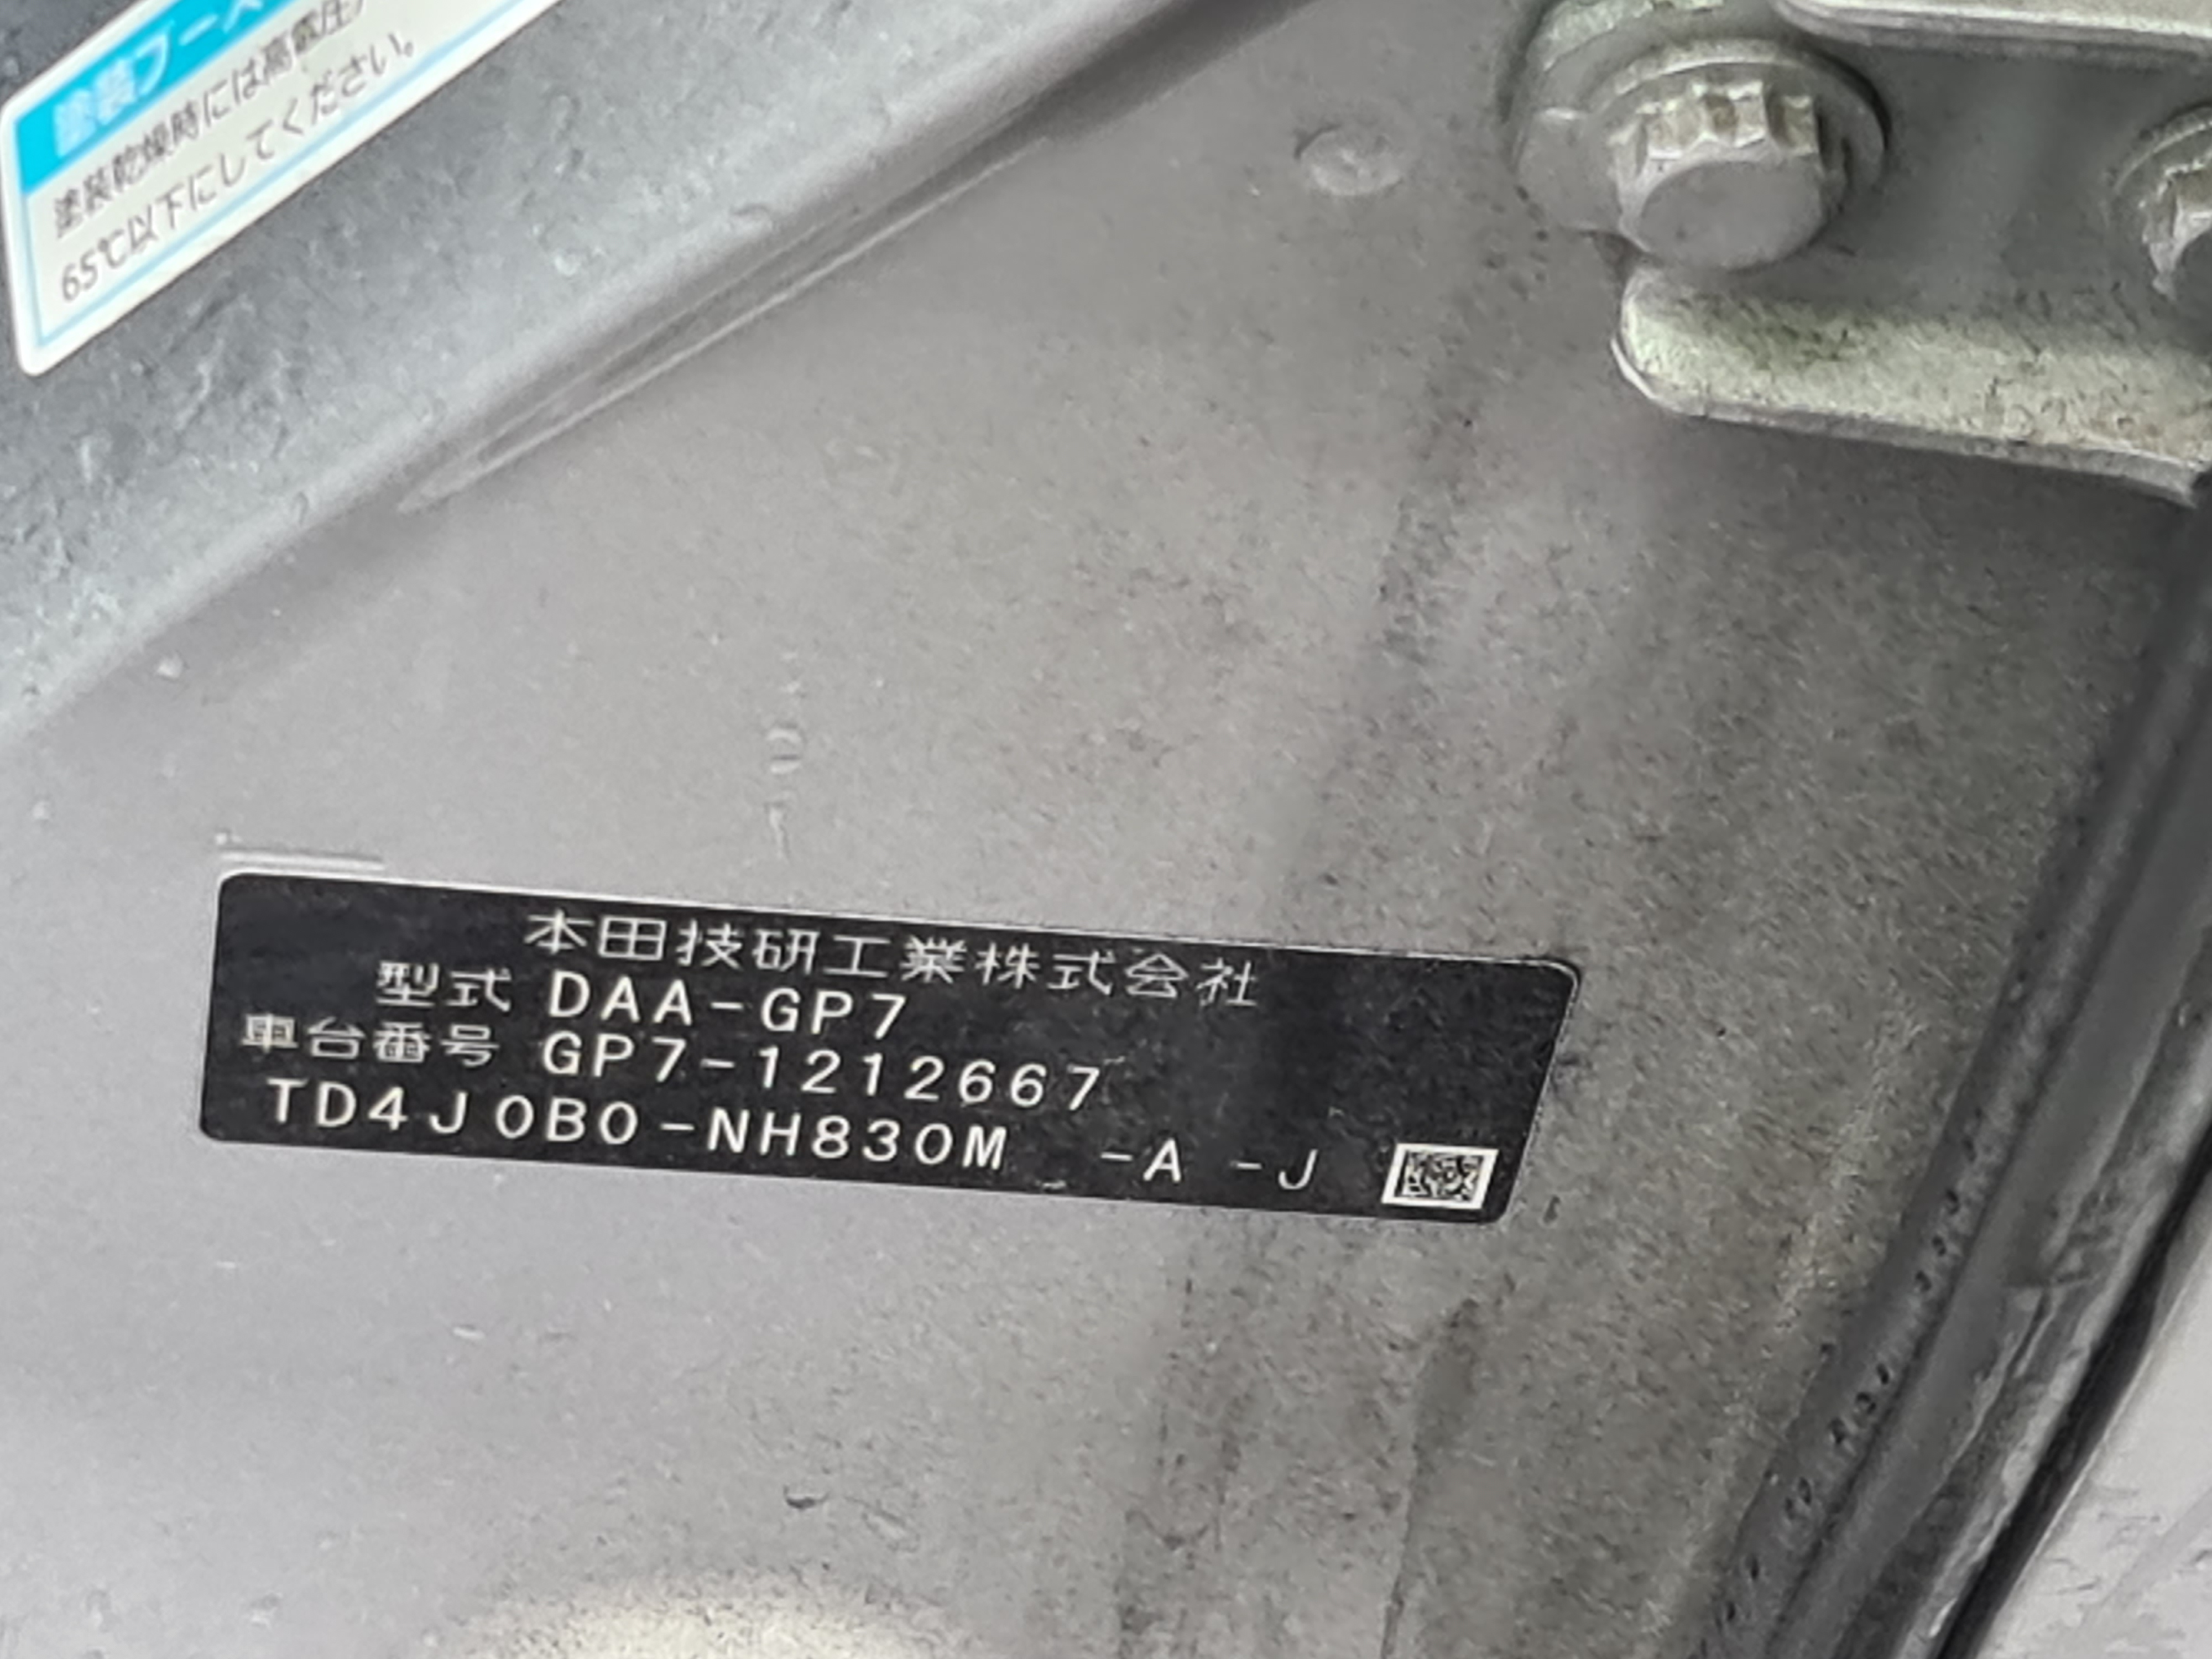 塗装ブース
塗装乾燥時には高電圧
65℃以下にしてください。
本田技研工業株式会社
型式 DAA-GP7
車台番号 GP7-1212667
TD4J0B0-NH830M -A -J